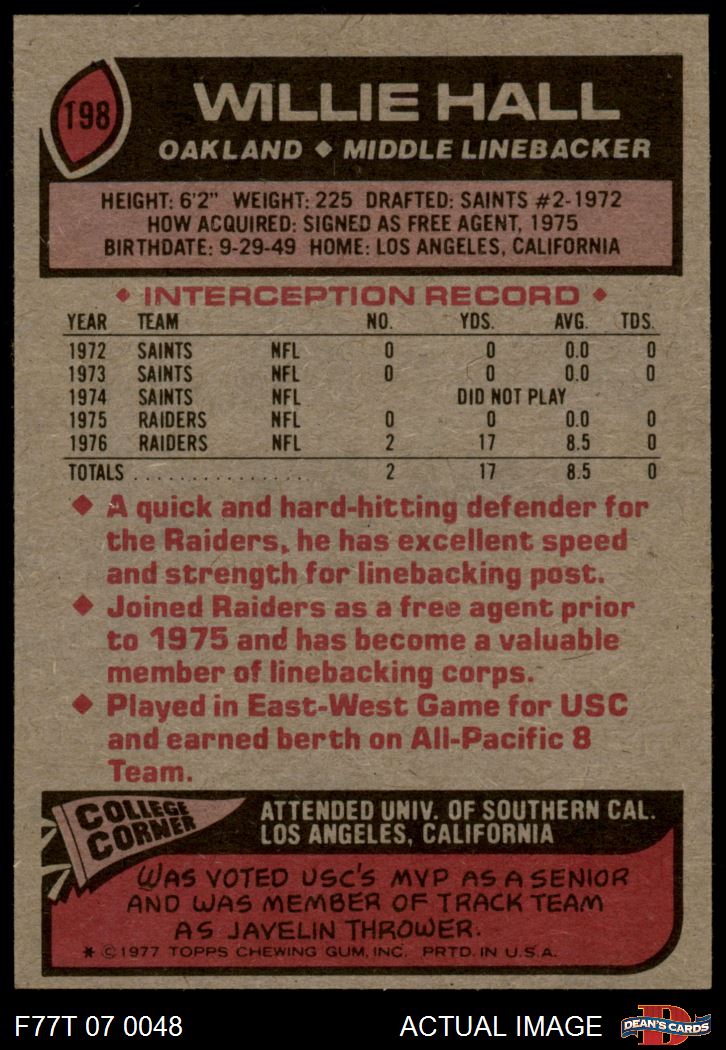 198
WILLIE HALL
OAKLAND ◆ MIDDLE LINEBACKER
HEIGHT: 6'2" WEIGHT: 225 DRAFTED: SAINTS #2-1972
HOW ACQUIRED: SIGNED AS FREE AGENT, 1975
BIRTHDATE: 9-29-49 HOME: LOS ANGELES, CALIFORNIA
◆ INTERCEPTION RECORD ◆
YEAR TEAM NO. YDS. AVG. TDS.
1972 SAINTS NFL 0 0 0.0 0
1973 SAINTS NFL 0 0 0.0 0
1974 SAINTS NFL DID NOT PLAY
1975 RAIDERS NFL 0 0 0.0 0
1976 RAIDERS NFL 2 17 8.5 0
TOTALS . . . . . . . . . . . . . . . . . 2 17 8.5 0
◆ A quick and hard-hitting defender for
the Raiders, he has excellent speed
and strength for linebacking post.
◆ Joined Raiders as a free agent prior
to 1975 and has become a valuable
member of linebacking corps.
◆ Played in East-West Game for USC
and earned berth on All-Pacific 8
Team.
COLLEGE
CORNER
ATTENDED UNIV. OF SOUTHERN CAL.
LOS ANGELES, CALIFORNIA
WAS VOTED USC'S MVP AS A SENIOR
AND WAS MEMBER OF TRACK TEAM
AS JAVELIN THROWER.
* © 1977 TOPPS CHEWING GUM, INC. PRTD. IN U.S.A.
F77T 07 0048
ACTUAL IMAGE
D
DEAN'S CARDS